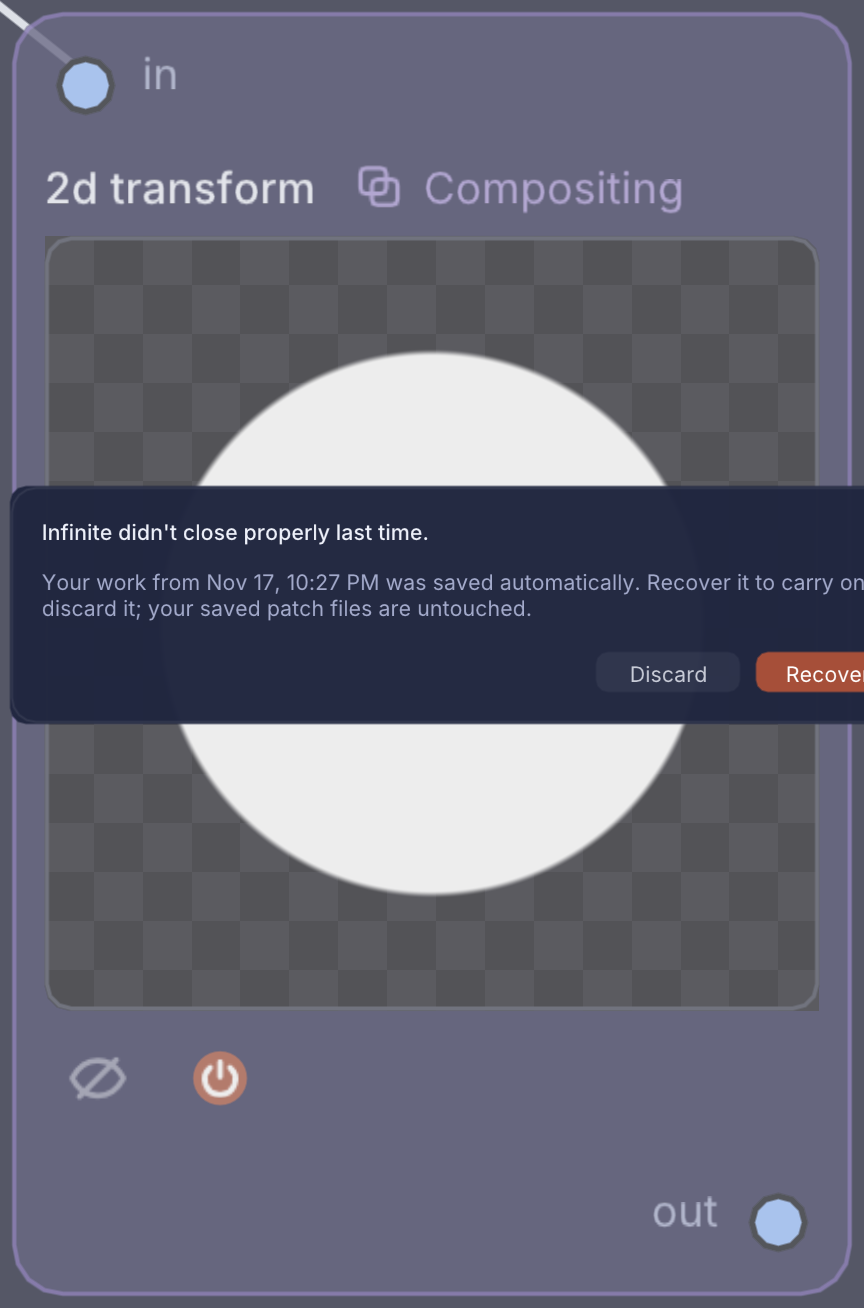 in
2d transform Compositing
Infinite didn't close properly last time.
Your work from Nov 17, 10:27 PM was saved automatically. Recover it to carry on
discard it; your saved patch files are untouched.
Discard Recove
out